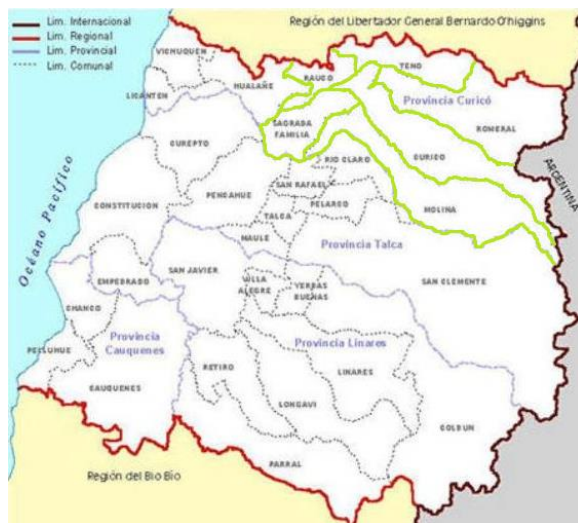 Lim. Internacional
Lim. Regional
Lim. Provincial
Lim. Comunal
Región del Libertador General Bernardo O'higgins
VICHUQUEN
LICANTEN
HUALAÑE
RAUCO
TENO
Provincia Curicó
ROMERAL
SAGRADA
FAMILIA
CUREPTO
RIO CLARO
CURICO
ARGENTINA
SAN RAFAEL
PENCAHUE
PELARCO
MOLINA
CONSTITUCION
TALCA
MAULE
Provincia Talca
Océano Pacífico
EMPEDRADO
SAN JAVIER
VILLA
ALEGRE
YERBAS
BUENAS
SAN CLEMENTE
CHANCO
Provincia
Cauquenes
Provincia Linares
PELLUHUE
CAUQUENES
RETIRO
LINARES
LONGAVI
COLBUN
PARRAL
Región del Bio Bío